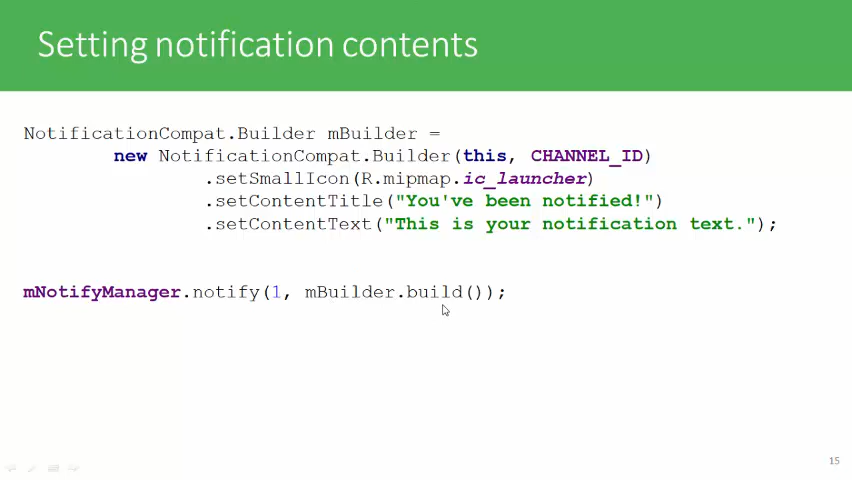 Setting notification contents
NotificationCompat.Builder mBuilder =
new NotificationCompat.Builder(this, CHANNEL_ID)
.setSmallIcon(R.mipmap.ic_launcher)
.setContentTitle("You've been notified!")
.setContentText("This is your notification text.");
mNotifyManager.notify(1, mBuilder.build());
15